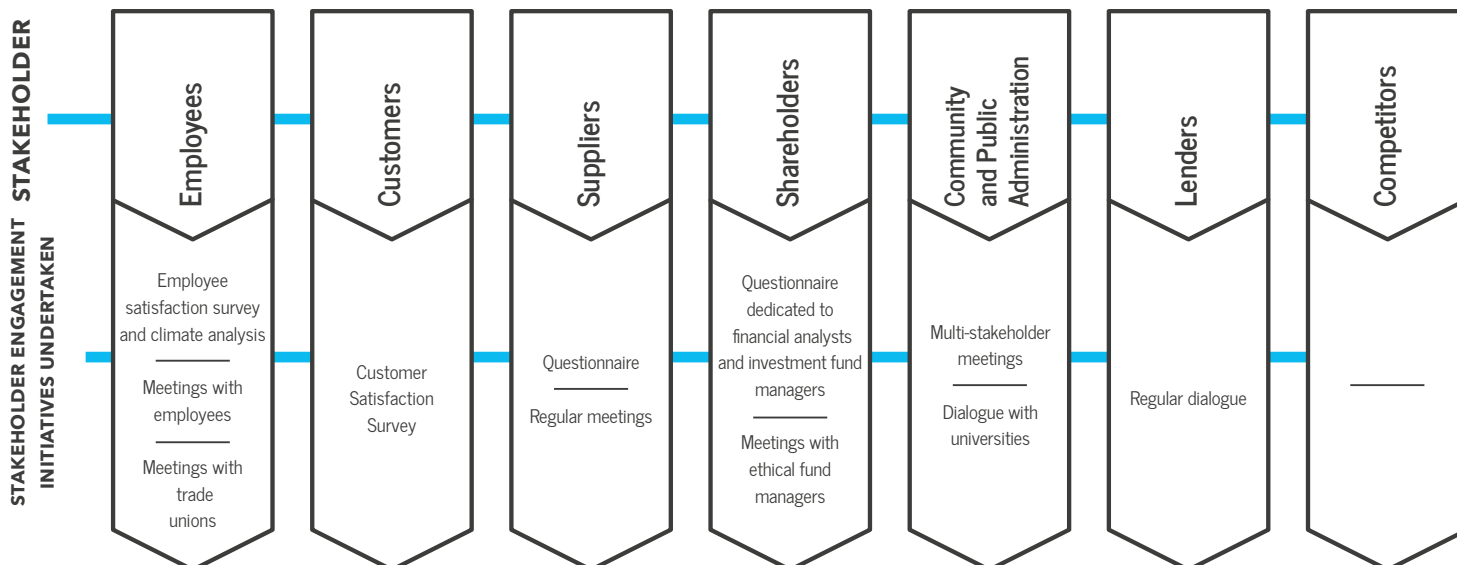 STAKEHOLDER
Employees
Customers
Suppliers
Shareholders
Community
and Public
Administration
Lenders
Competitors
STAKEHOLDER ENGAGEMENT
INITIATIVES UNDERTAKEN
Employee
satisfaction survey
and climate analysis
Meetings with
employees
Meetings with
trade
unions
Customer
Satisfaction
Survey
Questionnaire
Regular meetings
Questionnaire
dedicated to
financial analysts
and investment fund
managers
Meetings with
ethical fund
managers
Multi-stakeholder
meetings
Dialogue with
universities
Regular dialogue